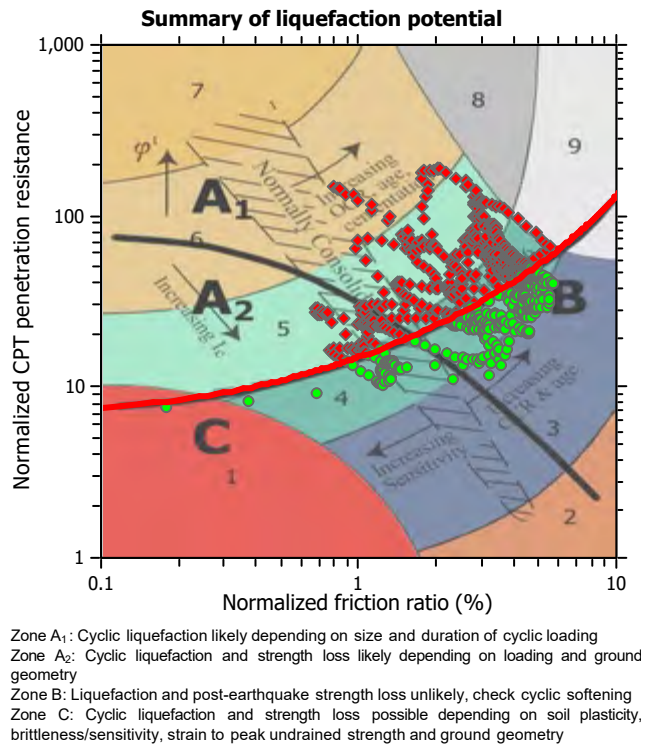 Summary of liquefaction potential
1,000
7
8
9
φ'
Increasing
OCR, age,
cementation
100
A1
Normally Consolidated
6
A2
B
Increasing Ic
5
Normalized CPT penetration resistance
10
4
Increasing
OCR & age
C
Increasing
Sensitivity
3
1
2
1
0.1
1
10
Normalized friction ratio (%)
Zone A1: Cyclic liquefaction likely depending on size and duration of cyclic loading
Zone A2: Cyclic liquefaction and strength loss likely depending on loading and ground
geometry
Zone B: Liquefaction and post-earthquake strength loss unlikely, check cyclic softening
Zone C: Cyclic liquefaction and strength loss possible depending on soil plasticity,
brittleness/sensitivity, strain to peak undrained strength and ground geometry